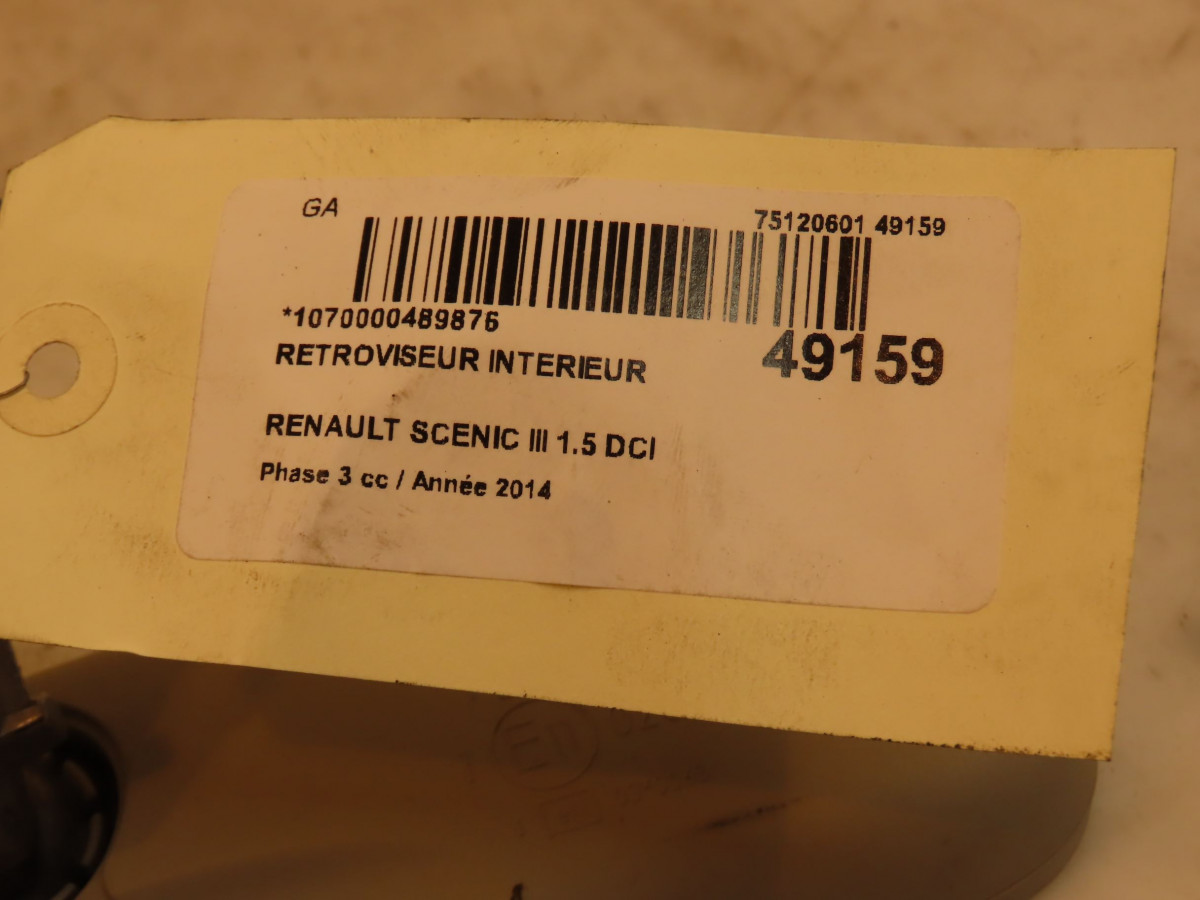 GA
75120601 49159
*1070000489876
49159
RETROVISEUR INTERIEUR
RENAULT SCENIC III 1.5 DCI
Phase 3 cc / Année 2014